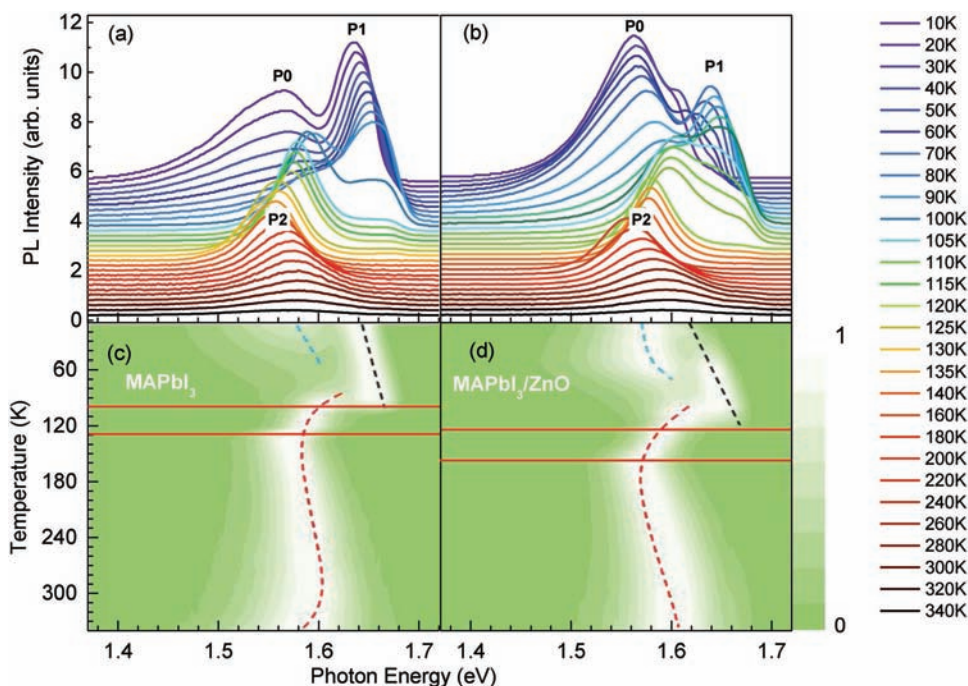 12
10
8
6
4
2
0
PL Intensity (arb. units)
(a)
P0
P1
P2
(b)
P0
P1
P2
10K
20K
30K
40K
50K
60K
70K
80K
90K
100K
105K
110K
115K
120K
125K
130K
135K
140K
160K
180K
200K
220K
240K
260K
280K
300K
320K
340K
60
120
180
240
300
Temperature (K)
(c)
MAPbI3
(d)
MAPbI3/ZnO
1
0
1.4 1.5 1.6 1.7 1.4 1.5 1.6 1.7
Photon Energy (eV)